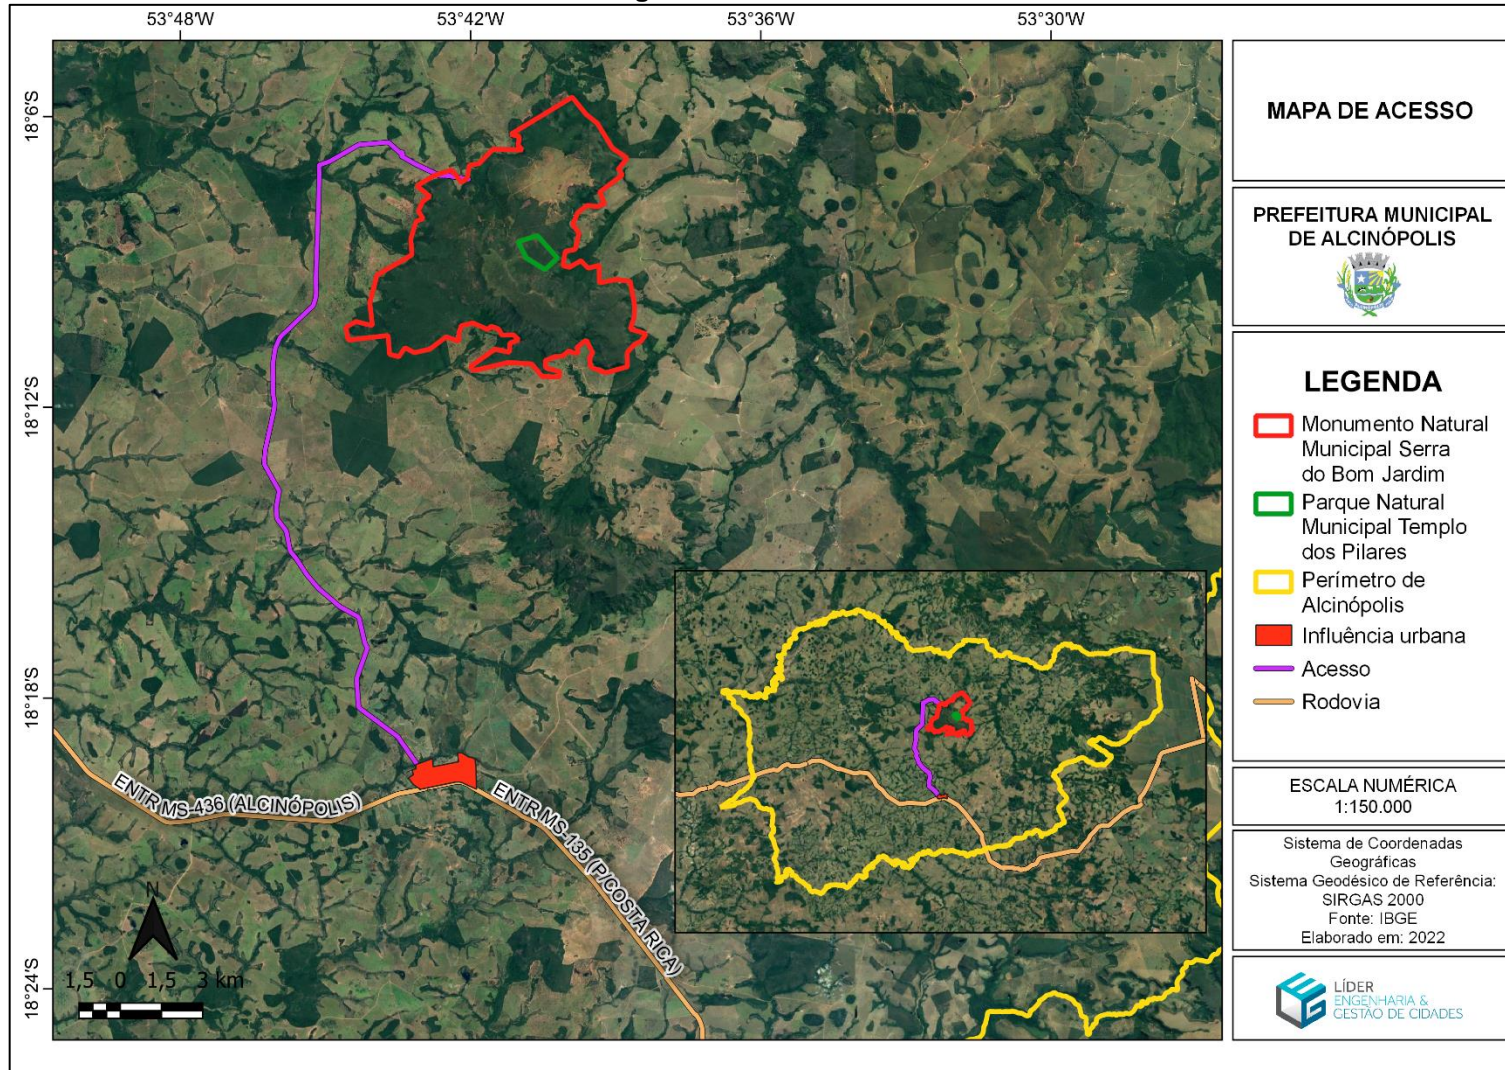 53°48'W
53°42'W
53°36'W
53°30'W
18°6'S
18°12'S
18°18'S
18°24'S
ENTR MS-436 (ALCINÓPOLIS)
ENTR MS-135 (P/COSTA RICA)
N
1,5 0 1,5 3 km
MAPA DE ACESSO
PREFEITURA MUNICIPAL
DE ALCINÓPOLIS
LEGENDA
Monumento Natural
Municipal Serra
do Bom Jardim
Parque Natural
Municipal Templo
dos Pilares
Perímetro de
Alcinópolis
Influência urbana
Acesso
Rodovia
ESCALA NUMÉRICA
1:150.000
Sistema de Coordenadas
Geográficas
Sistema Geodésico de Referência:
SIRGAS 2000
Fonte: IBGE
Elaborado em: 2022
LÍDER
ENGENHARIA &
GESTÃO DE CIDADES